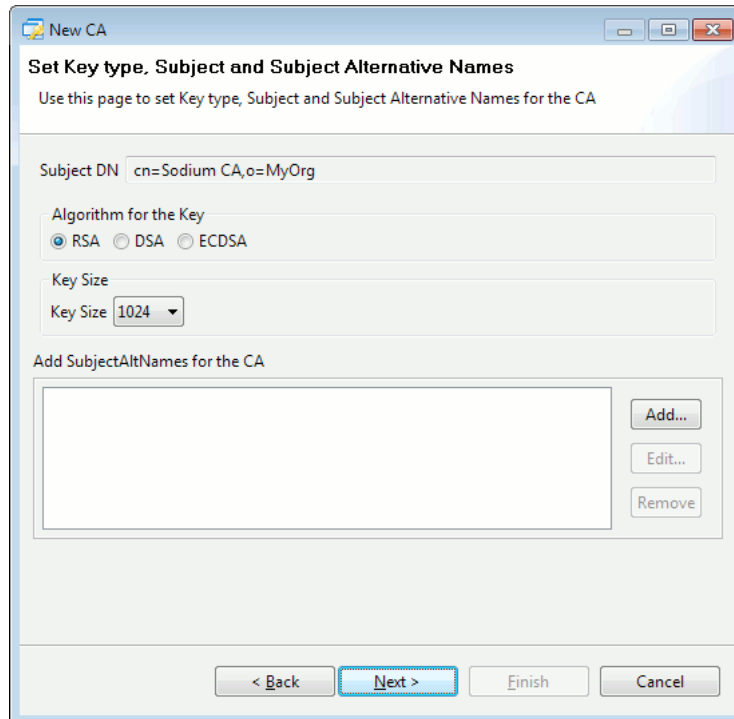 New CA
Set Key type, Subject and Subject Alternative Names
Use this page to set Key type, Subject and Subject Alternative Names for the CA
Subject DN cn=Sodium CA,o=MyOrg
Algorithm for the Key
RSA DSA ECDSA
Key Size
Key Size 1024
Add SubjectAltNames for the CA
Add...
Edit...
Remove
< Back Next > Finish Cancel